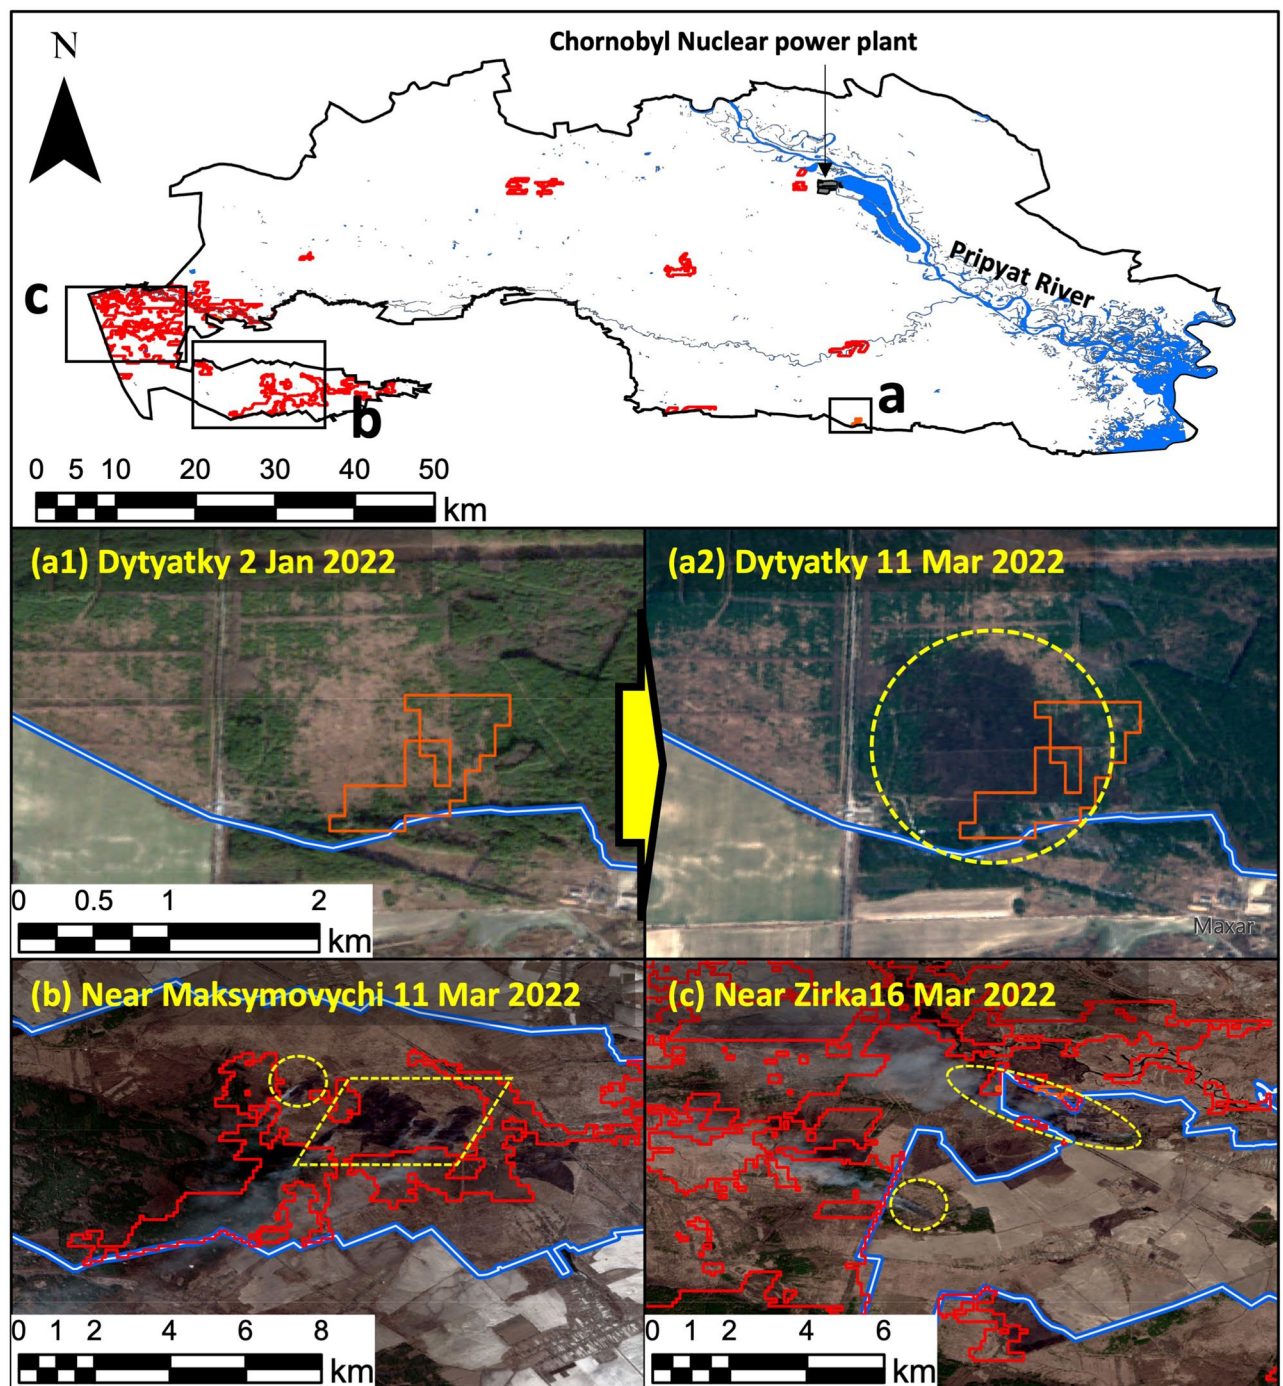 N
Chornobyl Nuclear power plant
Pripyat River
c
b
a
0 5 10 20 30 40 50
km
(a1) Dytyatky 2 Jan 2022
(a2) Dytyatky 11 Mar 2022
0 0.5 1 2
km
Maxar
(b) Near Maksymovychi 11 Mar 2022
(c) Near Zirka16 Mar 2022
0 1 2 4 6 8
km
0 1 2 4 6
km